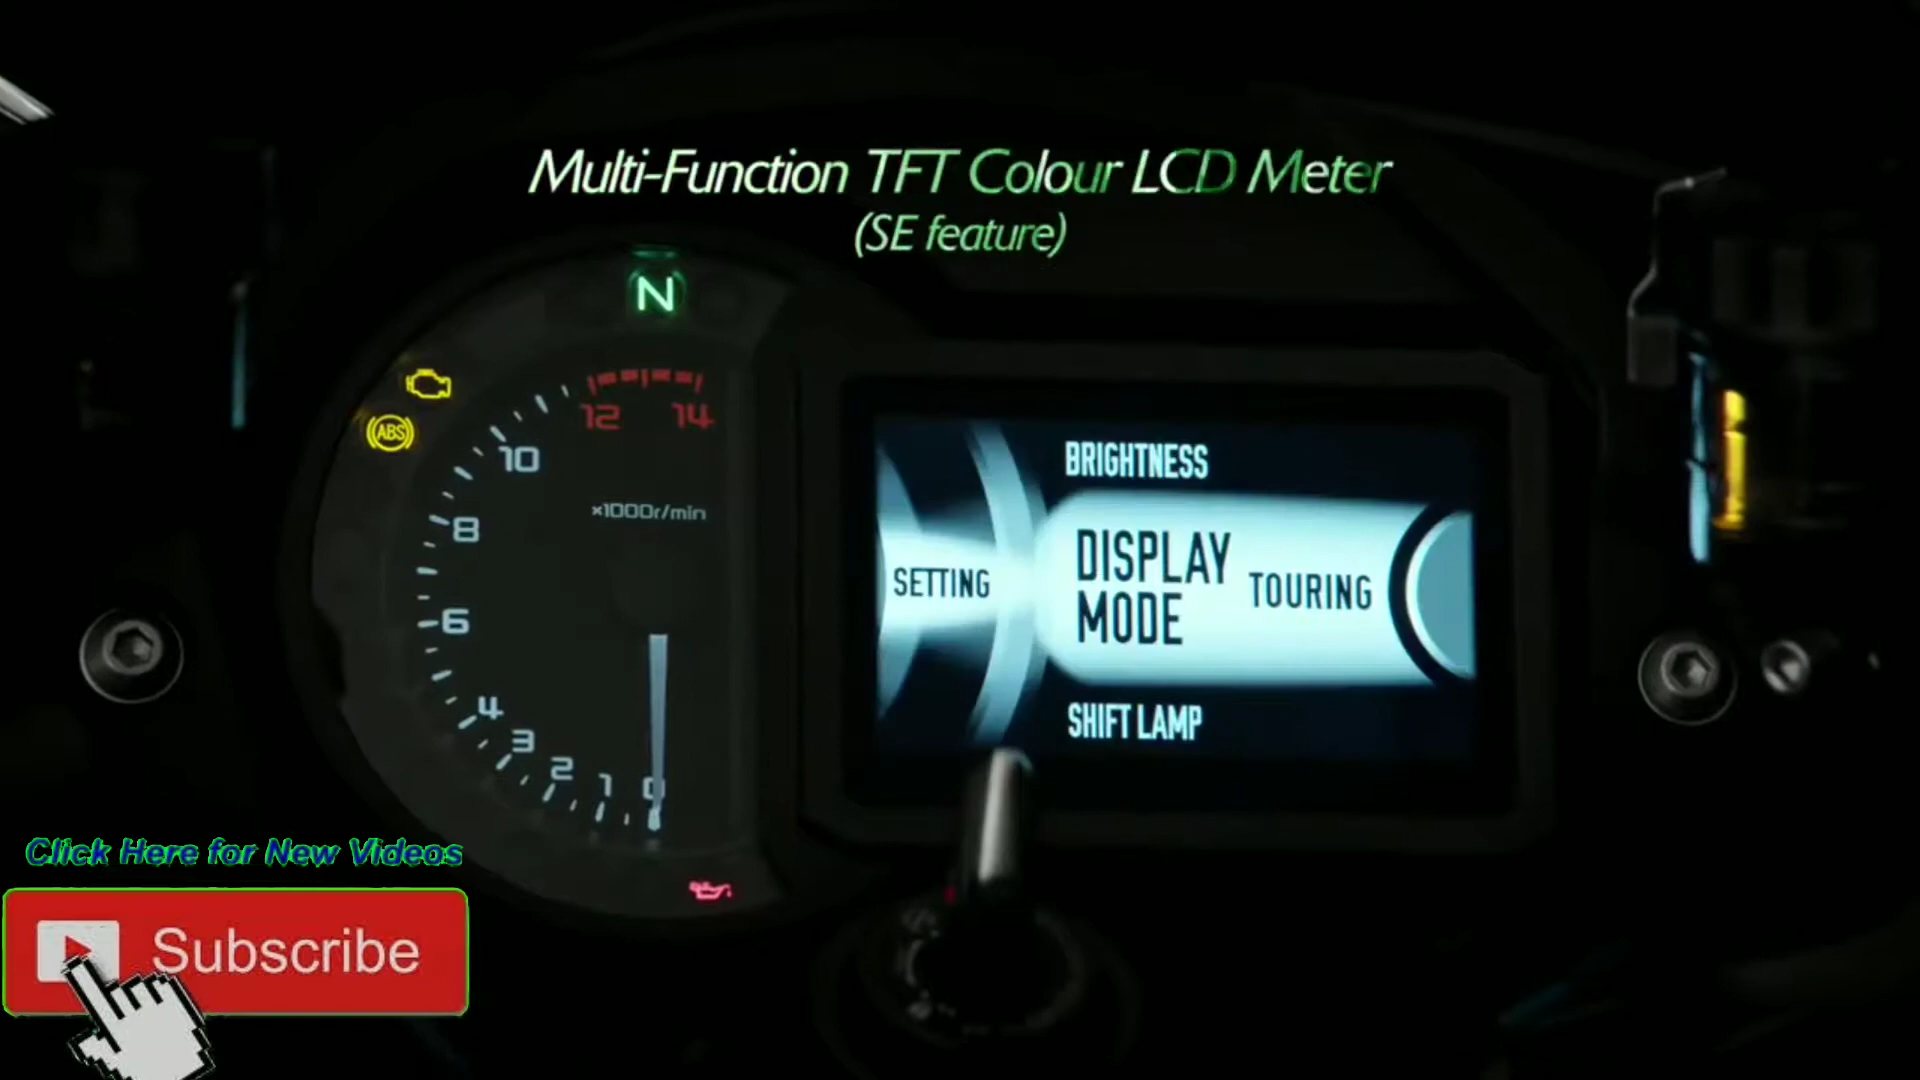 Multi-Function TFT Colour LCD Meter
(SE feature)
N
ABS
12 14
10
×1000r/min
8
6
4
3
2
1
0
BRIGHTNESS
SETTING
DISPLAY
MODE
TOURING
SHIFT LAMP
Click Here for New Videos
Subscribe